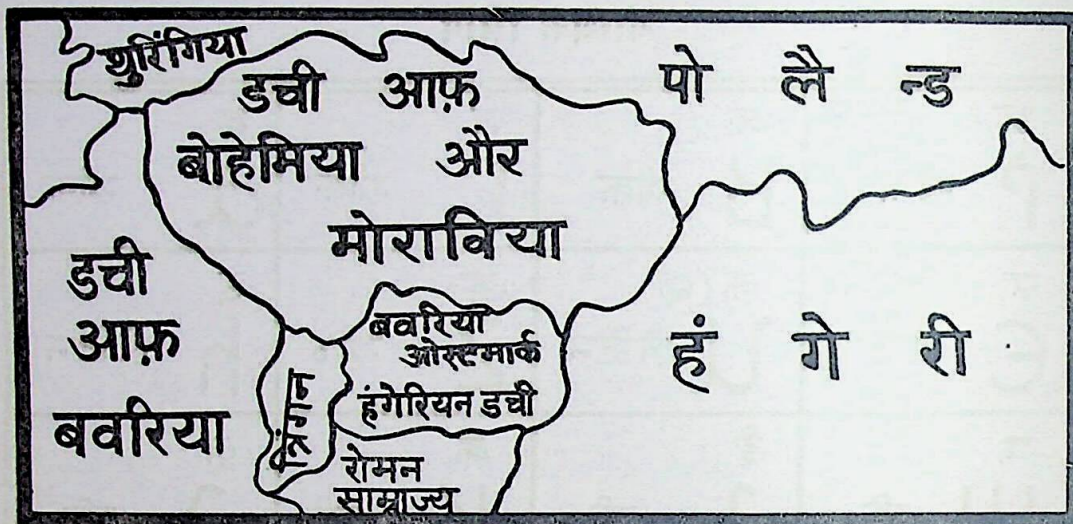 थुरिंगिया
डची आफ़
बोहेमिया और
मोराविया
पो लै न्ड
डची
आफ़
बवरिया
बवरिया
ओस्टमार्क
हंगेरियन डची
रोमन
साम्राज्य
हं गे री